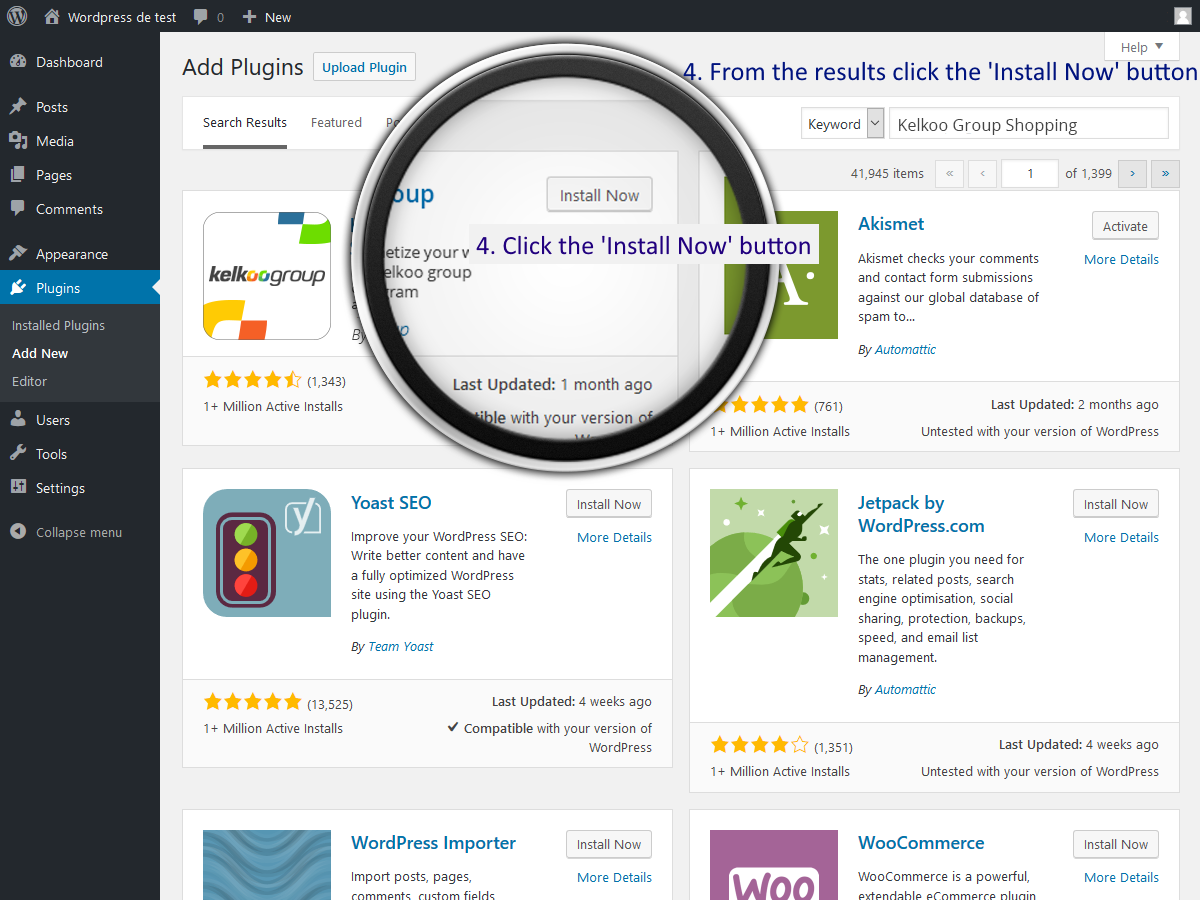 Wordpress de test
0
New
Help
Dashboard
Posts
Media
Pages
Comments
Appearance
Plugins
Installed Plugins
Add New
Editor
Users
Tools
Settings
Collapse menu
Add Plugins
Upload Plugin
4. From the results click the 'Install Now' button
Search Results
Featured
Keyword
Kelkoo Group Shopping
41,945 items
«
‹
1
of 1,399
›
»
kelkoogroup
Install Now
4. Click the 'Install Now' button
group
By
Last Updated: 1 month ago
with your version of
(1,343)
1+ Million Active Installs
Akismet
Activate
More Details
Akismet checks your comments
and contact form submissions
against our global database of
spam to...
By Automattic
A.
(761)
1+ Million Active Installs
Last Updated: 2 months ago
Untested with your version of WordPress
Yoast SEO
Install Now
More Details
Improve your WordPress SEO:
Write better content and have
a fully optimized WordPress
site using the Yoast SEO
plugin.
By Team Yoast
y
(13,525)
1+ Million Active Installs
Last Updated: 4 weeks ago
Compatible with your version of
WordPress
Jetpack by
WordPress.com
Install Now
More Details
The one plugin you need for
stats, related posts, search
engine optimisation, social
sharing, protection, backups,
speed, and email list
management.
By Automattic
(1,351)
1+ Million Active Installs
Last Updated: 4 weeks ago
Untested with your version of WordPress
WordPress Importer
Install Now
More Details
Import posts, pages,
comments, custom fields
WooCommerce
Install Now
More Details
WooCommerce is a powerful,
extendable eCommerce plugin
WOO